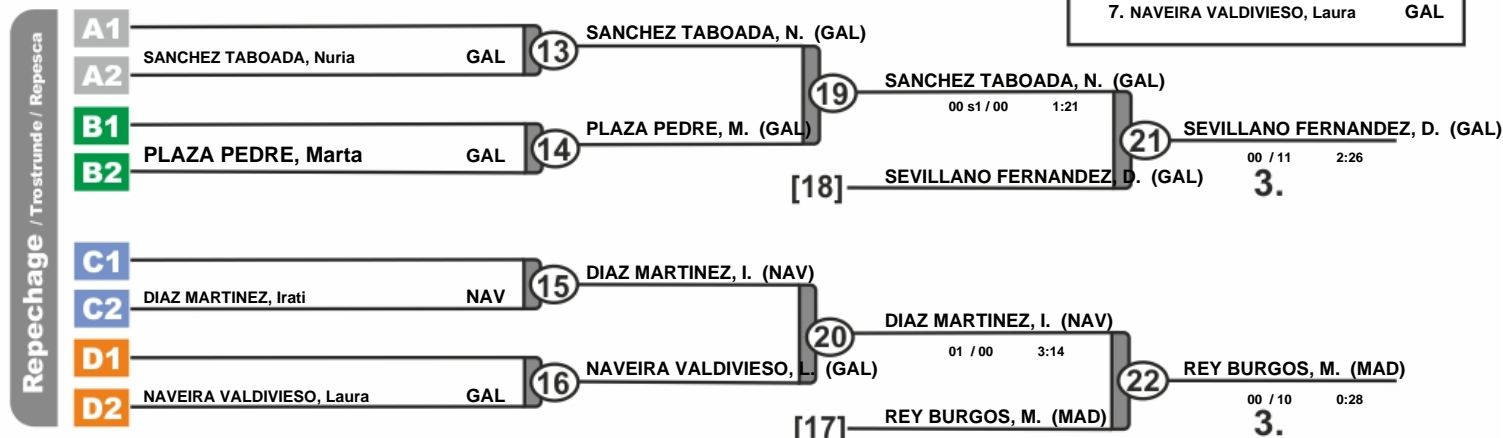 7. NAVEIRA VALDIVIESO, Laura GAL
Repechage / Trostrunde / Repesca
A1
SANCHEZ TABOADA, Nuria GAL
A2
13
SANCHEZ TABOADA, N. (GAL)
19
SANCHEZ TABOADA, N. (GAL)
00 s1 / 00 1:21
B1
PLAZA PEDRE, Marta GAL
B2
14
PLAZA PEDRE, M. (GAL)
21
SEVILLANO FERNANDEZ, D. (GAL)
00 / 11 2:26
3.
[18]
SEVILLANO FERNANDEZ, D. (GAL)
C1
DIAZ MARTINEZ, Irati NAV
C2
15
DIAZ MARTINEZ, I. (NAV)
20
DIAZ MARTINEZ, I. (NAV)
01 / 00 3:14
D1
NAVEIRA VALDIVIESO, Laura GAL
D2
16
NAVEIRA VALDIVIESO, L. (GAL)
22
REY BURGOS, M. (MAD)
00 / 10 0:28
3.
[17]
REY BURGOS, M. (MAD)